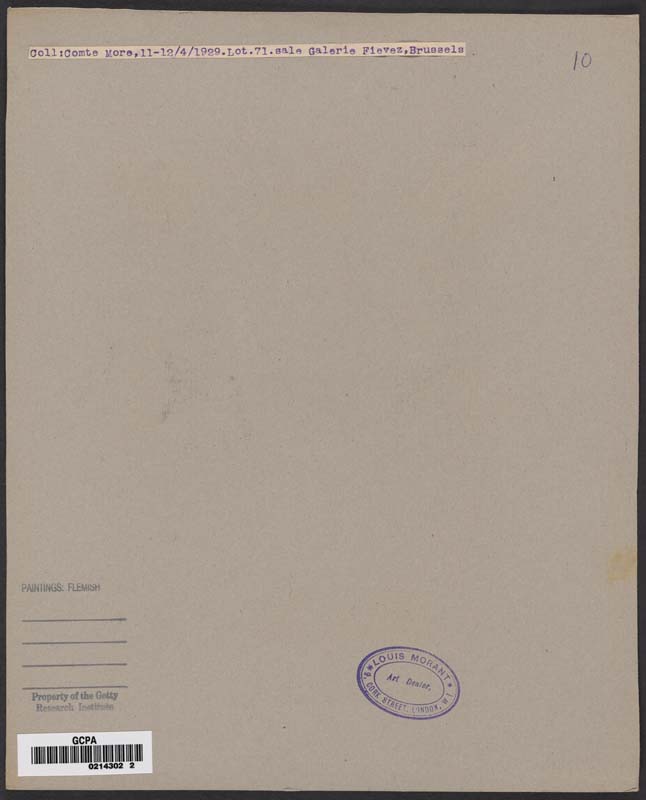 Coll:Comte More,11-12/4/1929.Lot.71.sale Galerie Fievez,Brussels
10
PAINTINGS: FLEMISH
Property of the Getty
Research Institute
GCPA
0214302 2
LOUIS MORANT
Art Dealer,
9, CORK STREET, LONDON, W.1